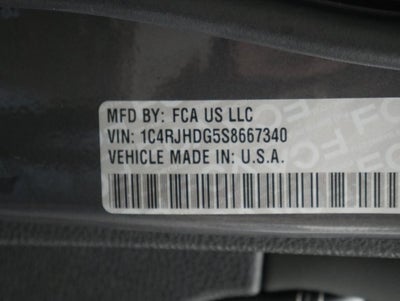 MFD BY: FCA US LLC
VIN: 1C4RJHDG5S8667340
VEHICLE MADE IN: U.S.A.